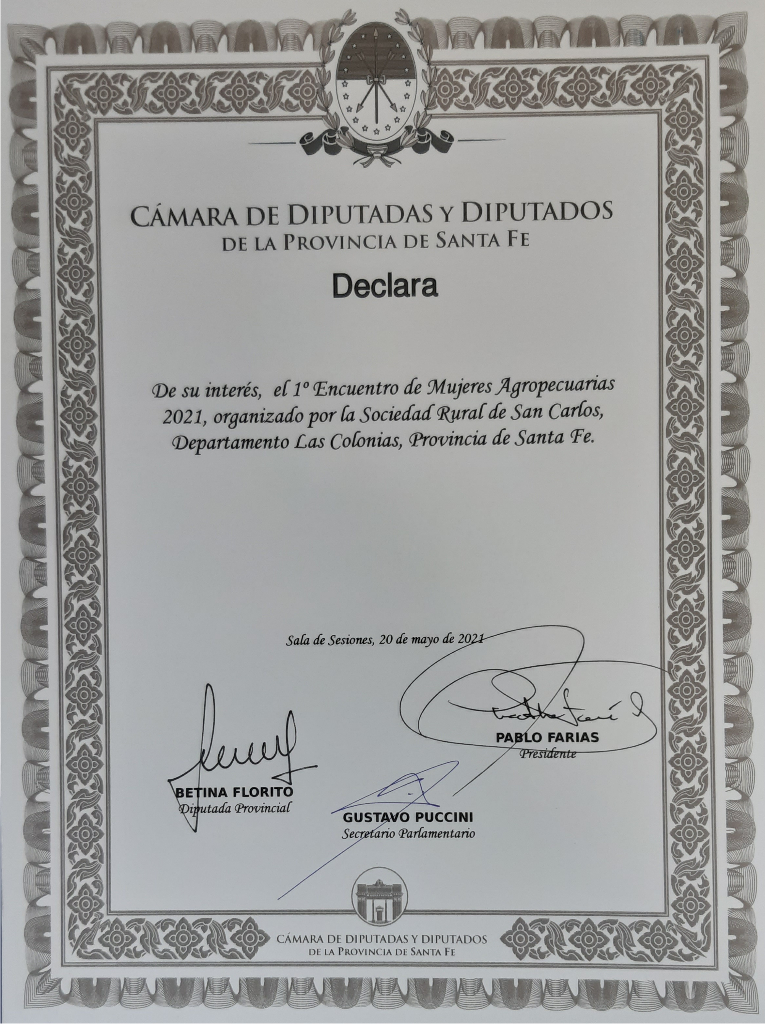 CÁMARA DE DIPUTADAS Y DIPUTADOS
DE LA PROVINCIA DE SANTA FE
Declara
De su interés, el 1º Encuentro de Mujeres Agropecuarias
2021, organizado por la Sociedad Rural de San Carlos,
Departamento Las Colonias, Provincia de Santa Fe.
Sala de Sesiones, 20 de mayo de 2021
PABLO FARIAS
Presidente
BETINA FLORITO
Diputada Provincial
GUSTAVO PUCCINI
Secretario Parlamentario
CÁMARA DE DIPUTADAS Y DIPUTADOS
DE LA PROVINCIA DE SANTA FE